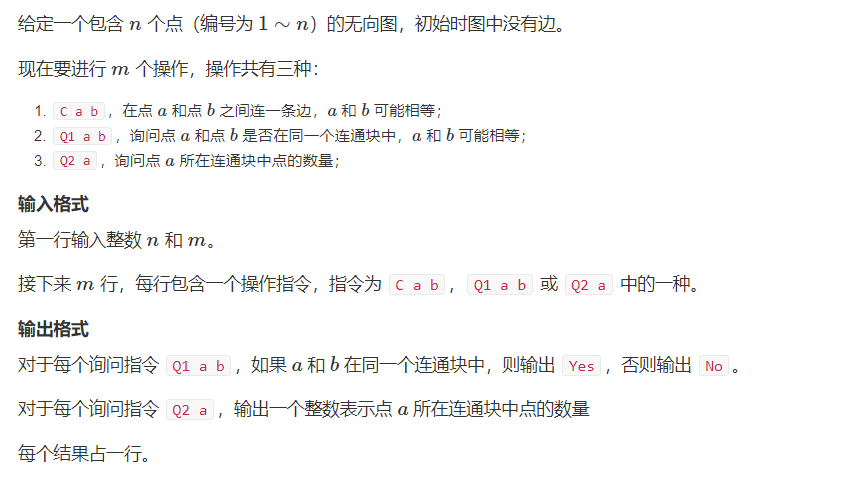 给定一个包含 n 个点（编号为 1 ∼ n）的无向图，初始时图中没有边。
现在要进行 m 个操作，操作共有三种：
1. C a b ，在点 a 和点 b 之间连一条边，a 和 b 可能相等；
2. Q1 a b ，询问点 a 和点 b 是否在同一个连通块中，a 和 b 可能相等；
3. Q2 a ，询问点 a 所在连通块中点的数量；
输入格式
第一行输入整数 n 和 m。
接下来 m 行，每行包含一个操作指令，指令为 C a b ， Q1 a b 或 Q2 a 中的一种。
输出格式
对于每个询问指令 Q1 a b ，如果 a 和 b 在同一个连通块中，则输出 Yes ，否则输出 No 。
对于每个询问指令 Q2 a ，输出一个整数表示点 a 所在连通块中点的数量
每个结果占一行。